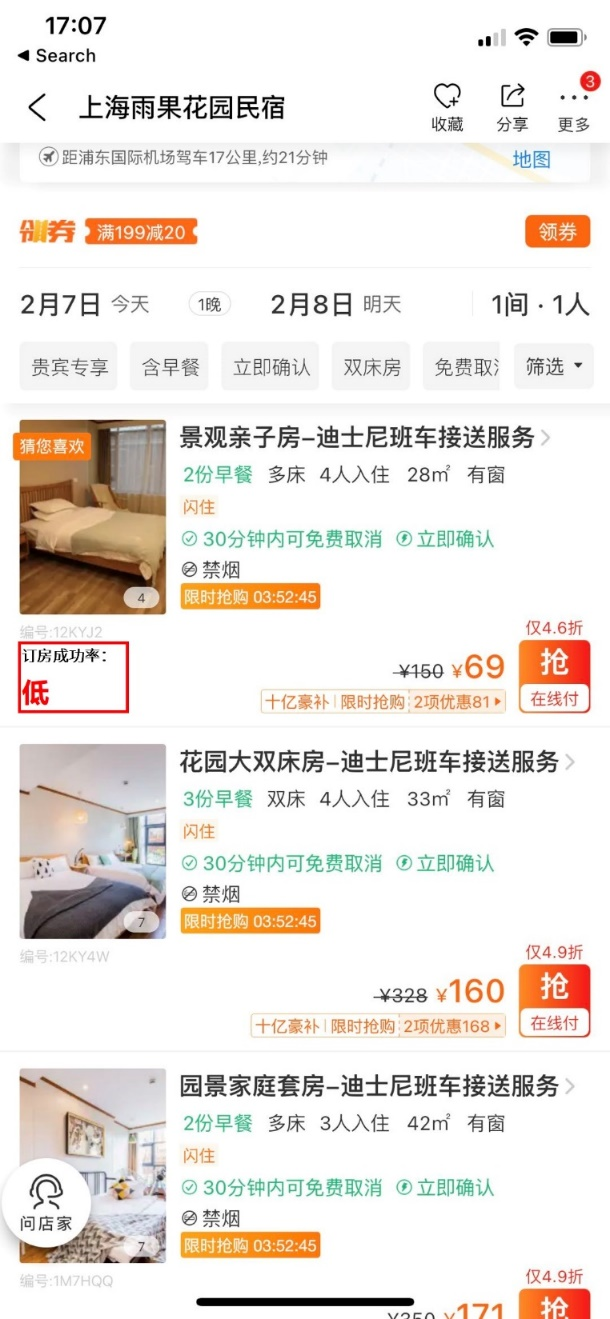 17:07
Search
上海雨果花园民宿
收藏
分享
3
更多
距浦东国际机场驾车17公里,约21分钟
地图
领券 满199减20 领券
2月7日 今天 1晚 2月8日 明天 1间·1人
贵宾专享 含早餐 立即确认 双床房 免费取消 筛选
猜您喜欢
景观亲子房-迪士尼班车接送服务
2份早餐 多床 4人入住 28㎡ 有窗
闪住
30分钟内可免费取消 立即确认
禁烟
4
限时抢购 03:52:45
编号:12KYJ2
订房成功率:
低
仅4.6折
¥150 ¥69 抢
十亿豪补 限时抢购 2项优惠81 在线付
花园大双床房-迪士尼班车接送服务
3份早餐 双床 4人入住 33㎡ 有窗
闪住
30分钟内可免费取消 立即确认
禁烟
7
限时抢购 03:52:45
编号:12KY4W
仅4.9折
¥328 ¥160 抢
十亿豪补 限时抢购 2项优惠168 在线付
园景家庭套房-迪士尼班车接送服务
2份早餐 多床 3人入住 42㎡ 有窗
闪住
30分钟内可免费取消 立即确认
禁烟
问店家
7
限时抢购 03:52:45
编号:1M7HQQ
仅4.9折
¥350 ¥171 抢